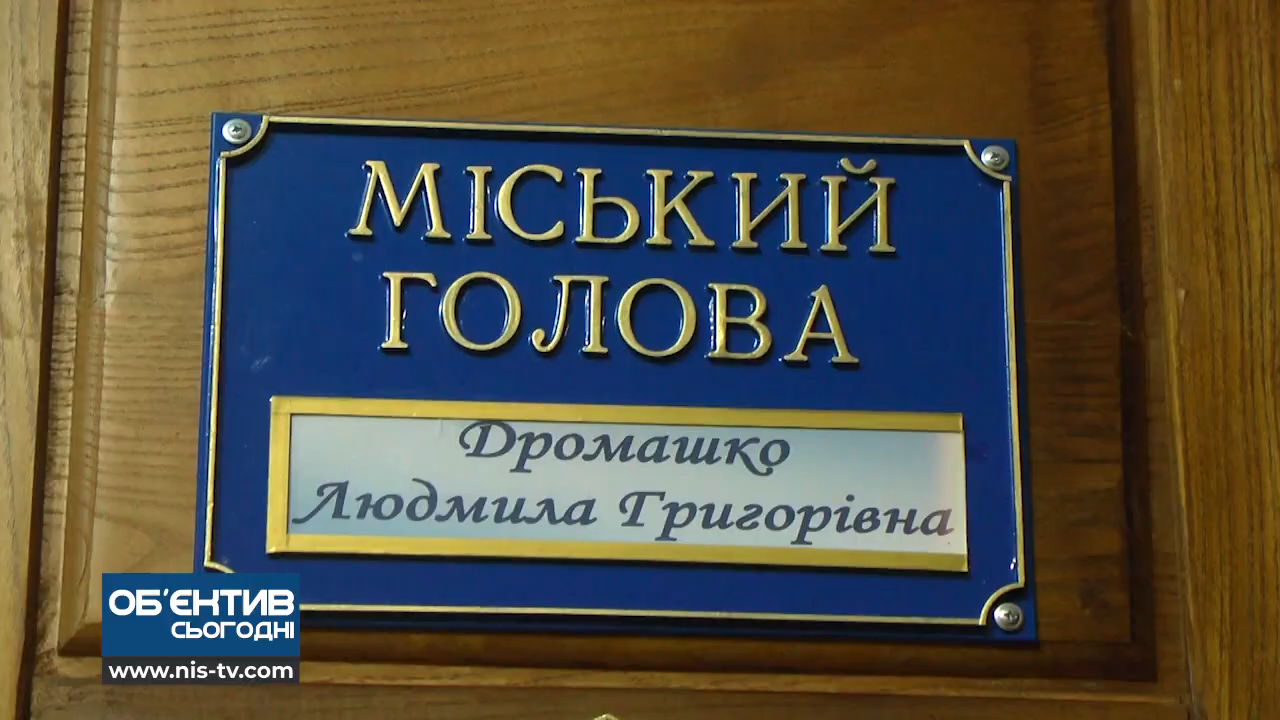 МІСЬКИЙ
ГОЛОВА
Дромашко
Людмила Григорівна
ОБ'ЄКТИВ
СЬОГОДНІ
www.nis-tv.com